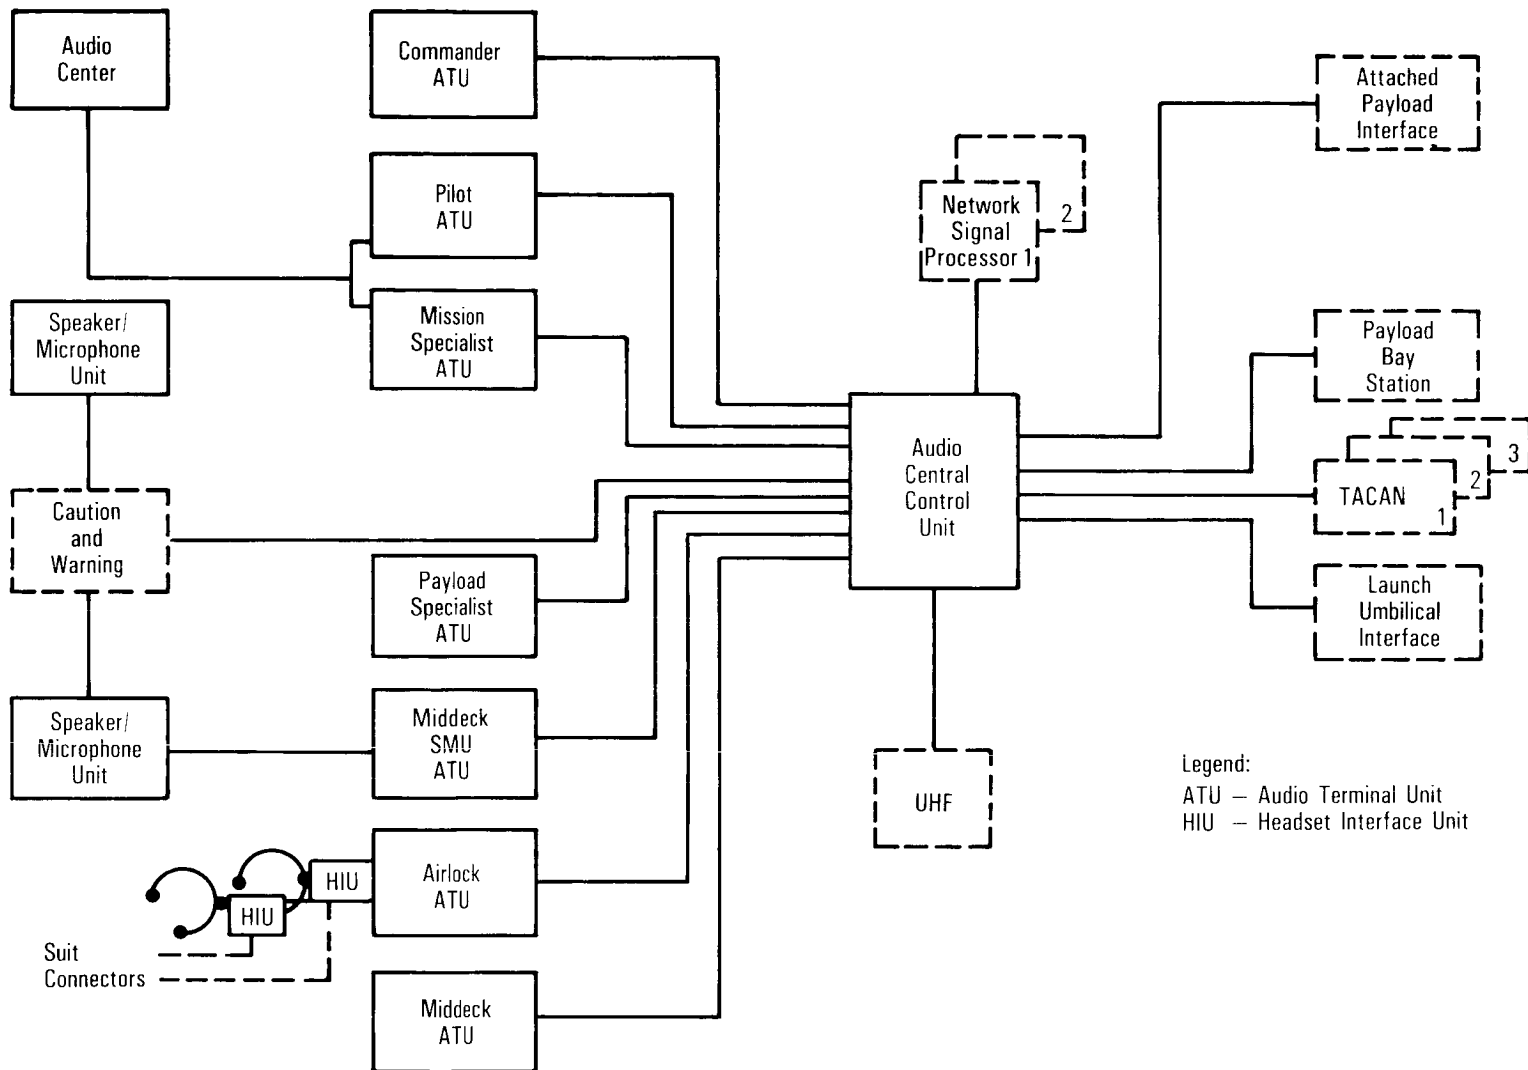 Audio
Center
Commander
ATU
Pilot
ATU
Mission
Specialist
ATU
Speaker/
Microphone
Unit
Caution
and
Warning
Payload
Specialist
ATU
Speaker/
Microphone
Unit
Middeck
SMU
ATU
HIU
HIU
Airlock
ATU
Suit
Connectors
Middeck
ATU
Network
Signal
Processor 1
2
Audio
Central
Control
Unit
UHF
Attached
Payload
Interface
Payload
Bay
Station
TACAN
1
2
3
Launch
Umbilical
Interface
Legend:
ATU – Audio Terminal Unit
HIU – Headset Interface Unit